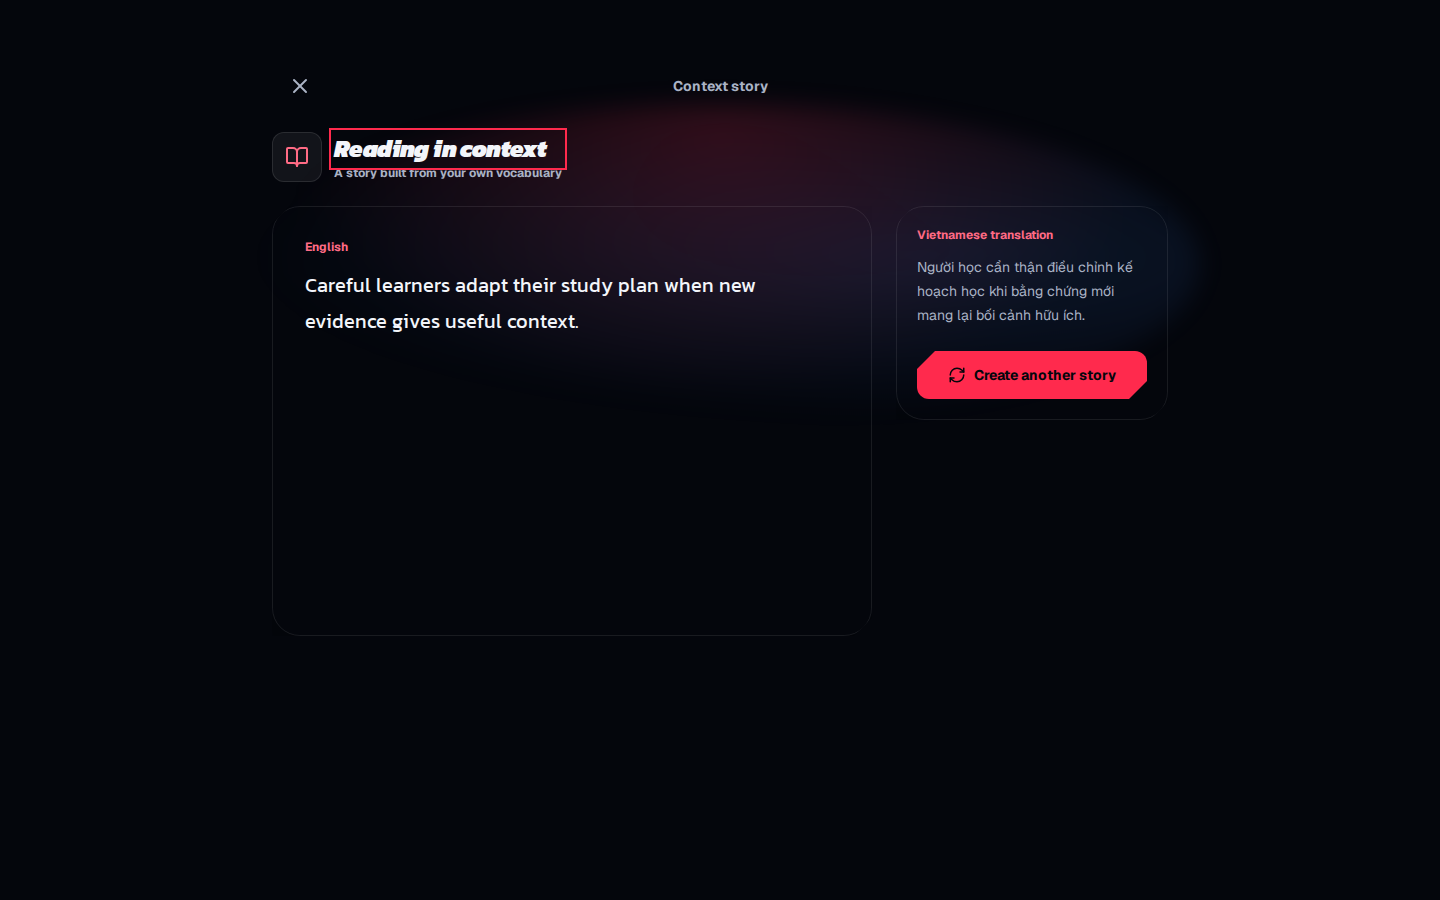 Context story
Reading in context
A story built from your own vocabulary
English
Careful learners adapt their study plan when new
evidence gives useful context.
Vietnamese translation
Người học cẩn thận điều chỉnh kế
hoạch học khi bằng chứng mới
mang lại bối cảnh hữu ích.
Create another story